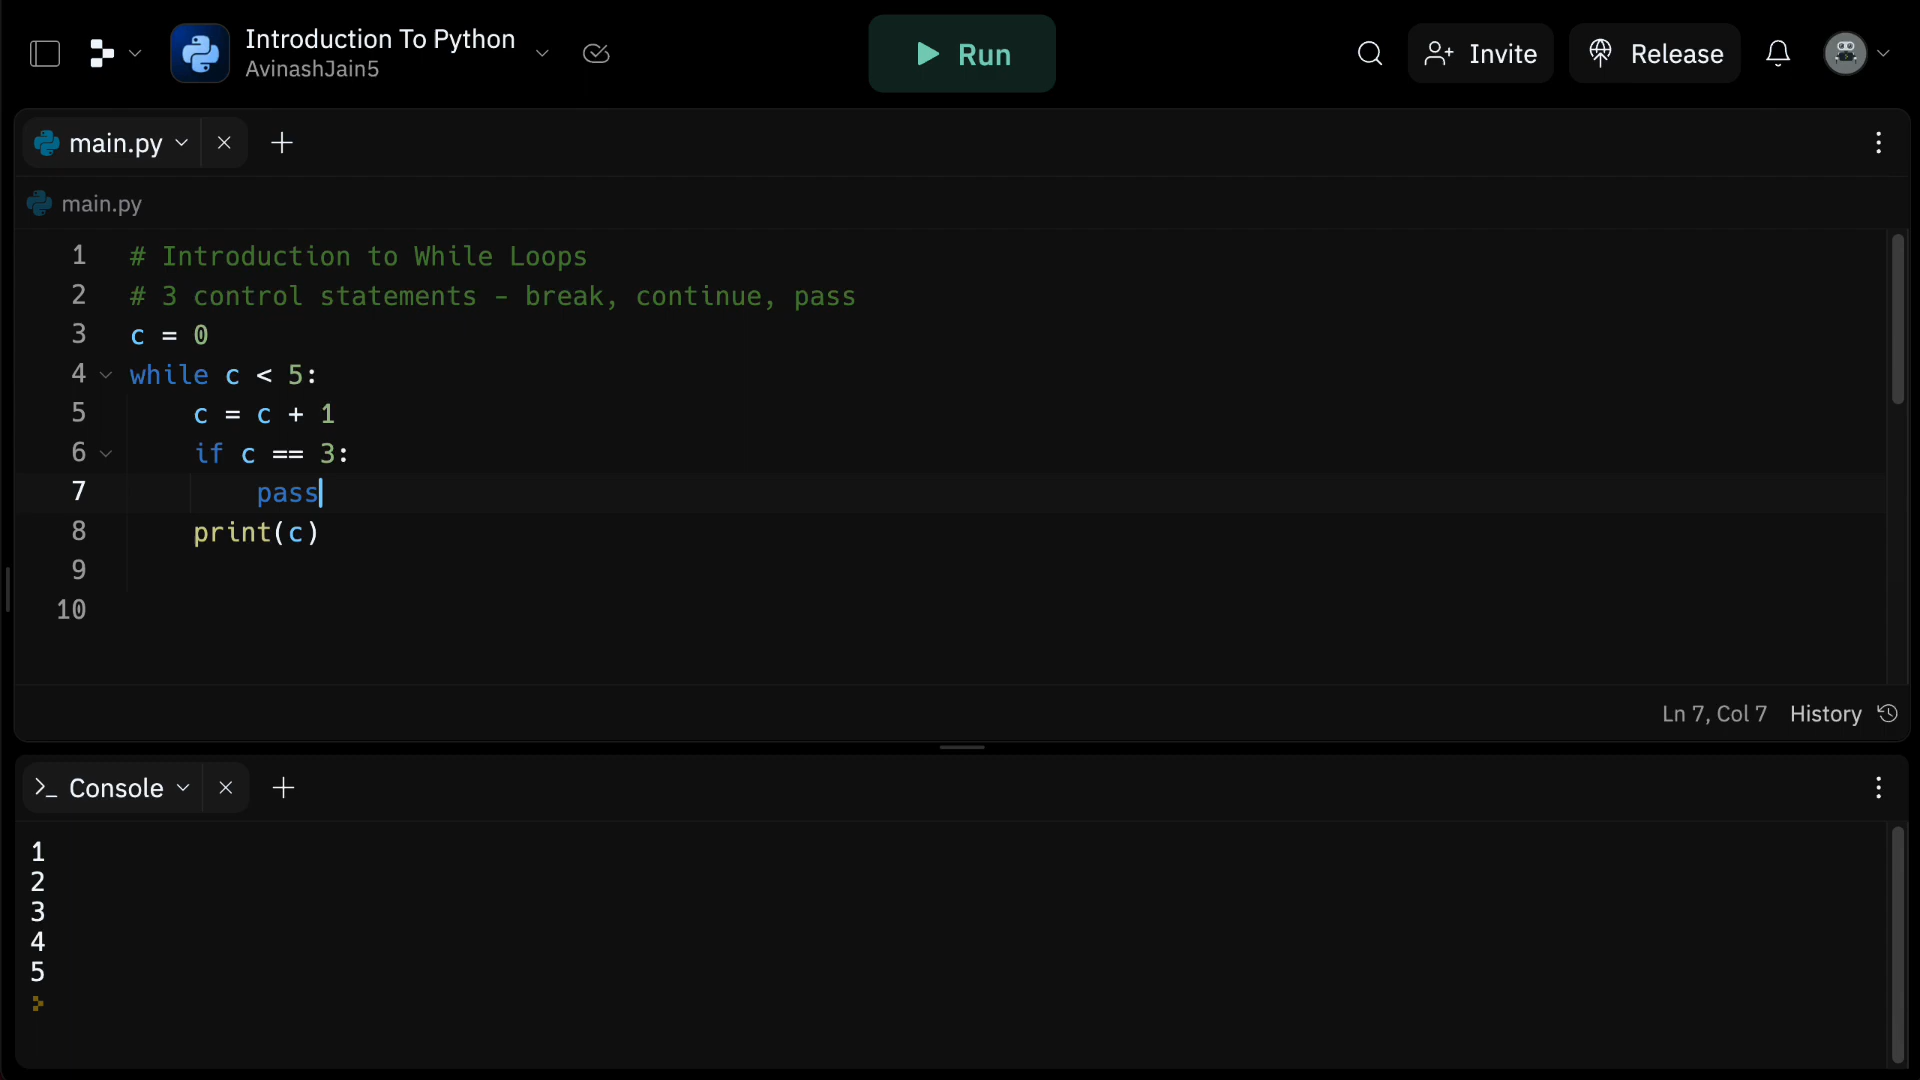 Introduction To Python
AvinashJain5
Run
Invite
Release
main.py
main.py
1 # Introduction to While Loops
2 # 3 control statements - break, continue, pass
3 c = 0
4 while c < 5:
5     c = c + 1
6     if c == 3:
7         pass
8     print(c)
9
10
Ln 7, Col 7 History
Console
1
2
3
4
5